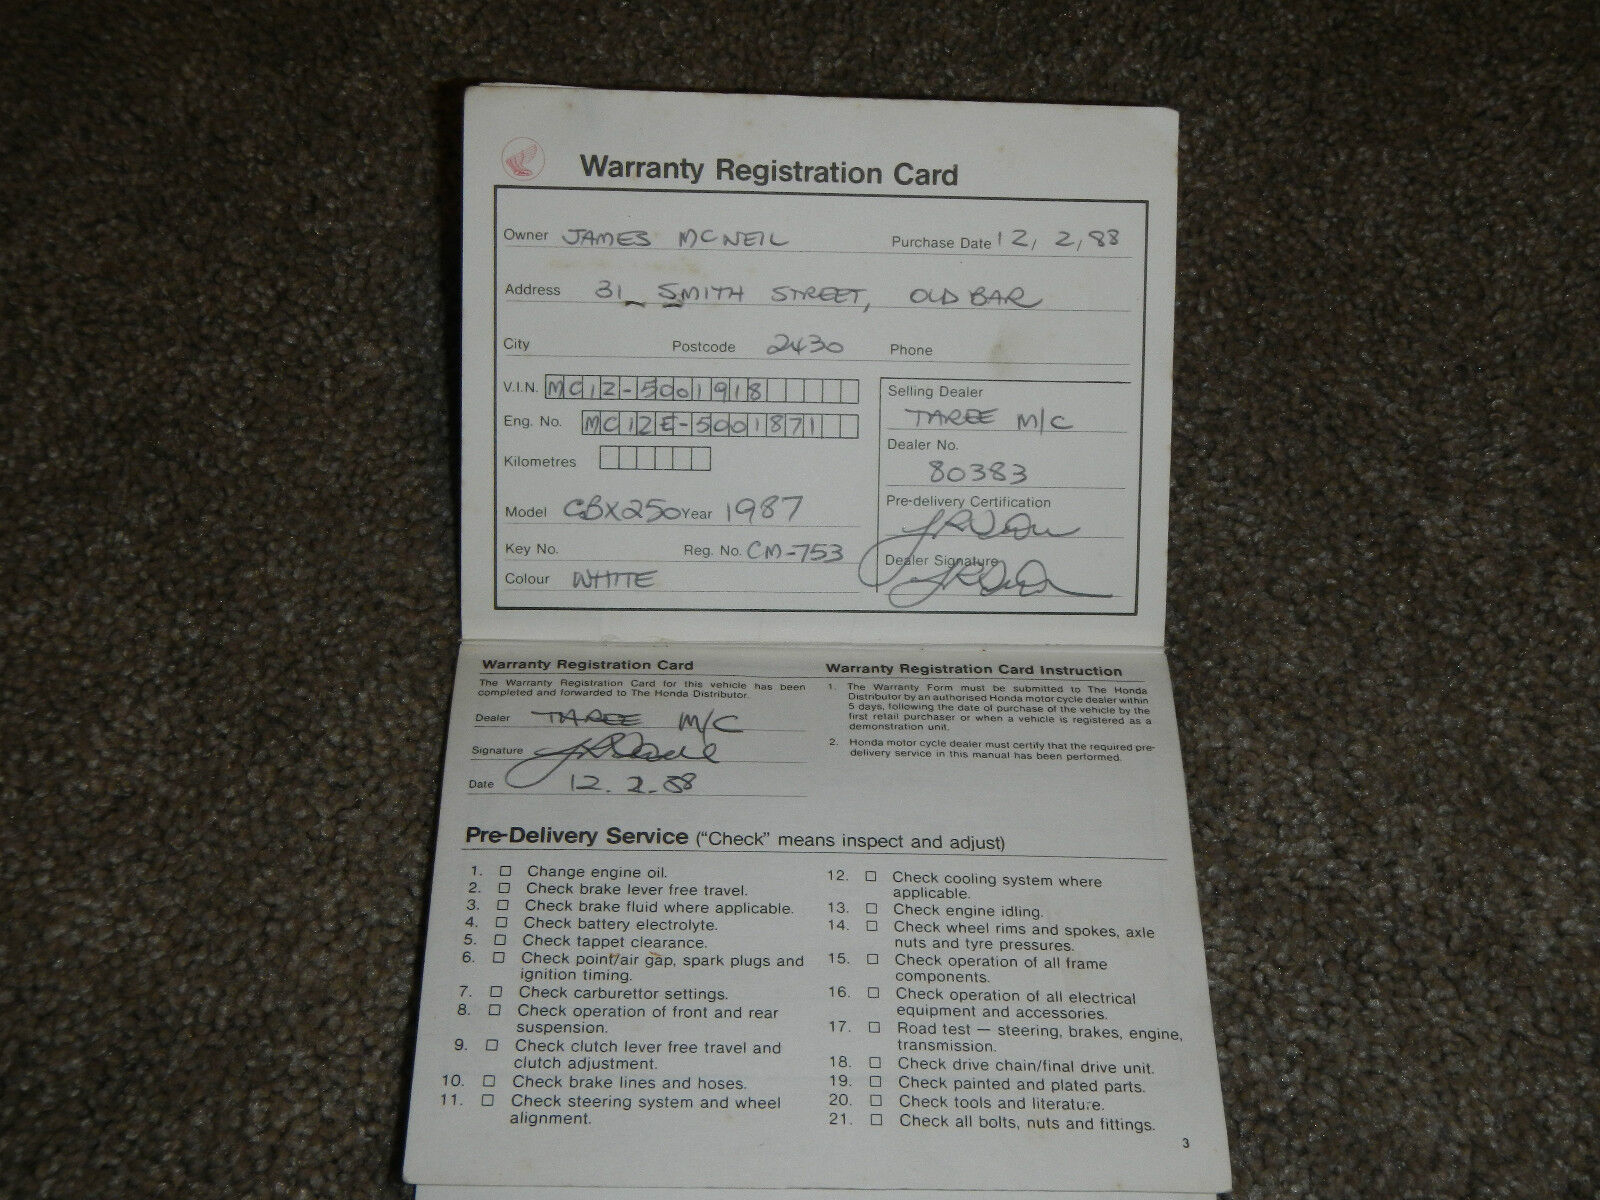 Warranty Registration Card
Owner JAMES MCNEIL Purchase Date 12, 2, 88
Address 31 SMITH STREET, OLD BAR
City Postcode 2430 Phone
V.I.N. MC12-5001918
Eng. No. MC12E-5001871
Kilometres
Model CBX250 Year 1987
Key No. Reg. No. CM-753
Colour WHITE
Selling Dealer
TAREE M/C
Dealer No.
80383
Pre-delivery Certification
Dealer Signature
Warranty Registration Card
The Warranty Registration Card for this vehicle has been
completed and forwarded to The Honda Distributor.
Dealer TAREE M/C
Signature
Date 12.2.88
Warranty Registration Card Instruction
1. The Warranty Form must be submitted to The Honda
Distributor by an authorised Honda motor cycle dealer within
5 days, following the date of purchase of the vehicle by the
first retail purchaser or when a vehicle is registered as a
demonstration unit.
2. Honda motor cycle dealer must certify that the required pre-
delivery service in this manual has been performed.
Pre-Delivery Service ("Check" means inspect and adjust)
1. Change engine oil.
2. Check brake lever free travel.
3. Check brake fluid where applicable.
4. Check battery electrolyte.
5. Check tappet clearance.
6. Check point/air gap, spark plugs and
ignition timing.
7. Check carburettor settings.
8. Check operation of front and rear
suspension.
9. Check clutch lever free travel and
clutch adjustment.
10. Check brake lines and hoses.
11. Check steering system and wheel
alignment.
12. Check cooling system where
applicable.
13. Check engine idling.
14. Check wheel rims and spokes, axle
nuts and tyre pressures.
15. Check operation of all frame
components.
16. Check operation of all electrical
equipment and accessories.
17. Road test — steering, brakes, engine,
transmission.
18. Check drive chain/final drive unit.
19. Check painted and plated parts.
20. Check tools and literature.
21. Check all bolts, nuts and fittings.
3